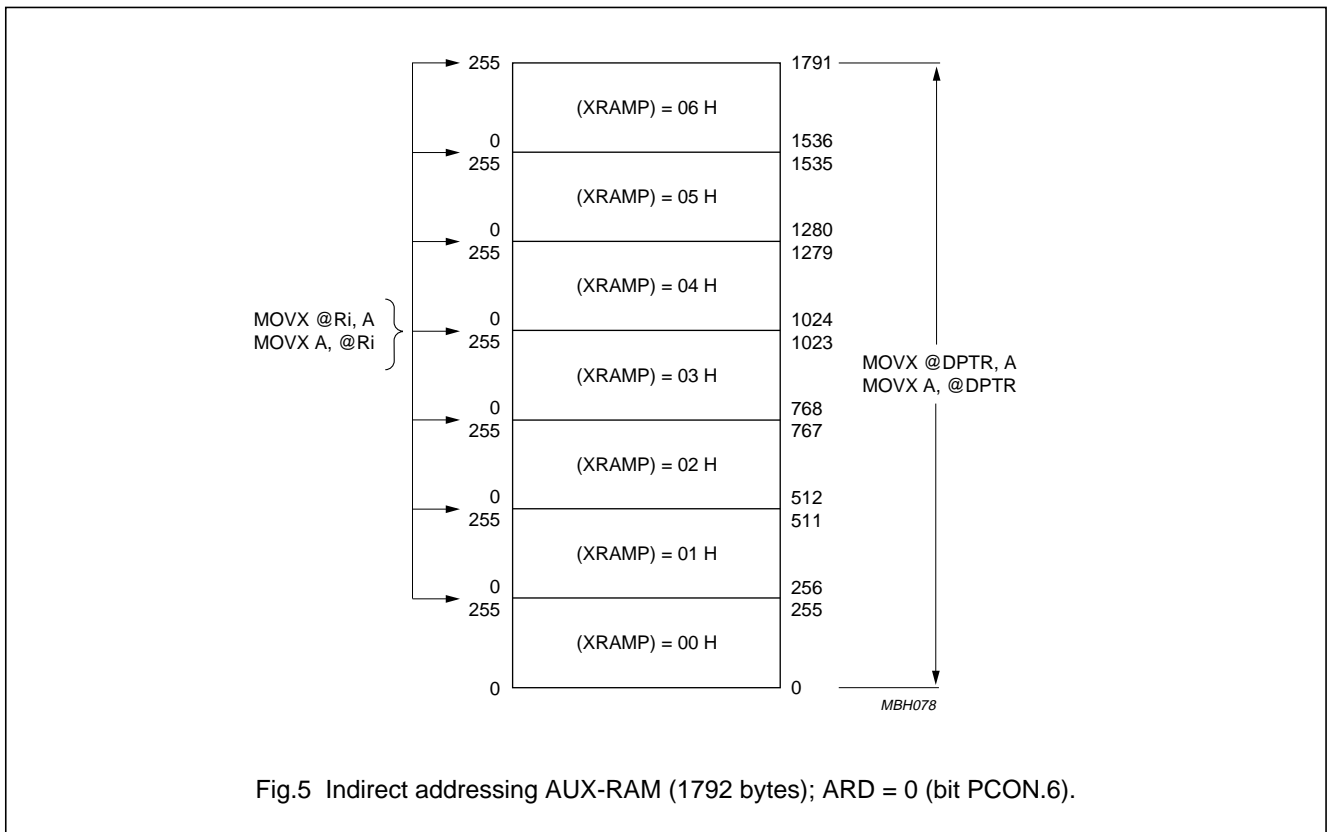 255
1791
(XRAMP) = 06 H
0
1536
255
1535
(XRAMP) = 05 H
0
1280
255
1279
(XRAMP) = 04 H
MOVX @Ri, A
0
1024
MOVX A, @Ri
255
1023
MOVX @DPTR, A
(XRAMP) = 03 H
MOVX A, @DPTR
0
768
255
767
(XRAMP) = 02 H
0
512
255
511
(XRAMP) = 01 H
0
256
255
255
(XRAMP) = 00 H
0
0
MBH078
Fig.5 Indirect addressing AUX-RAM (1792 bytes); ARD = 0 (bit PCON.6).